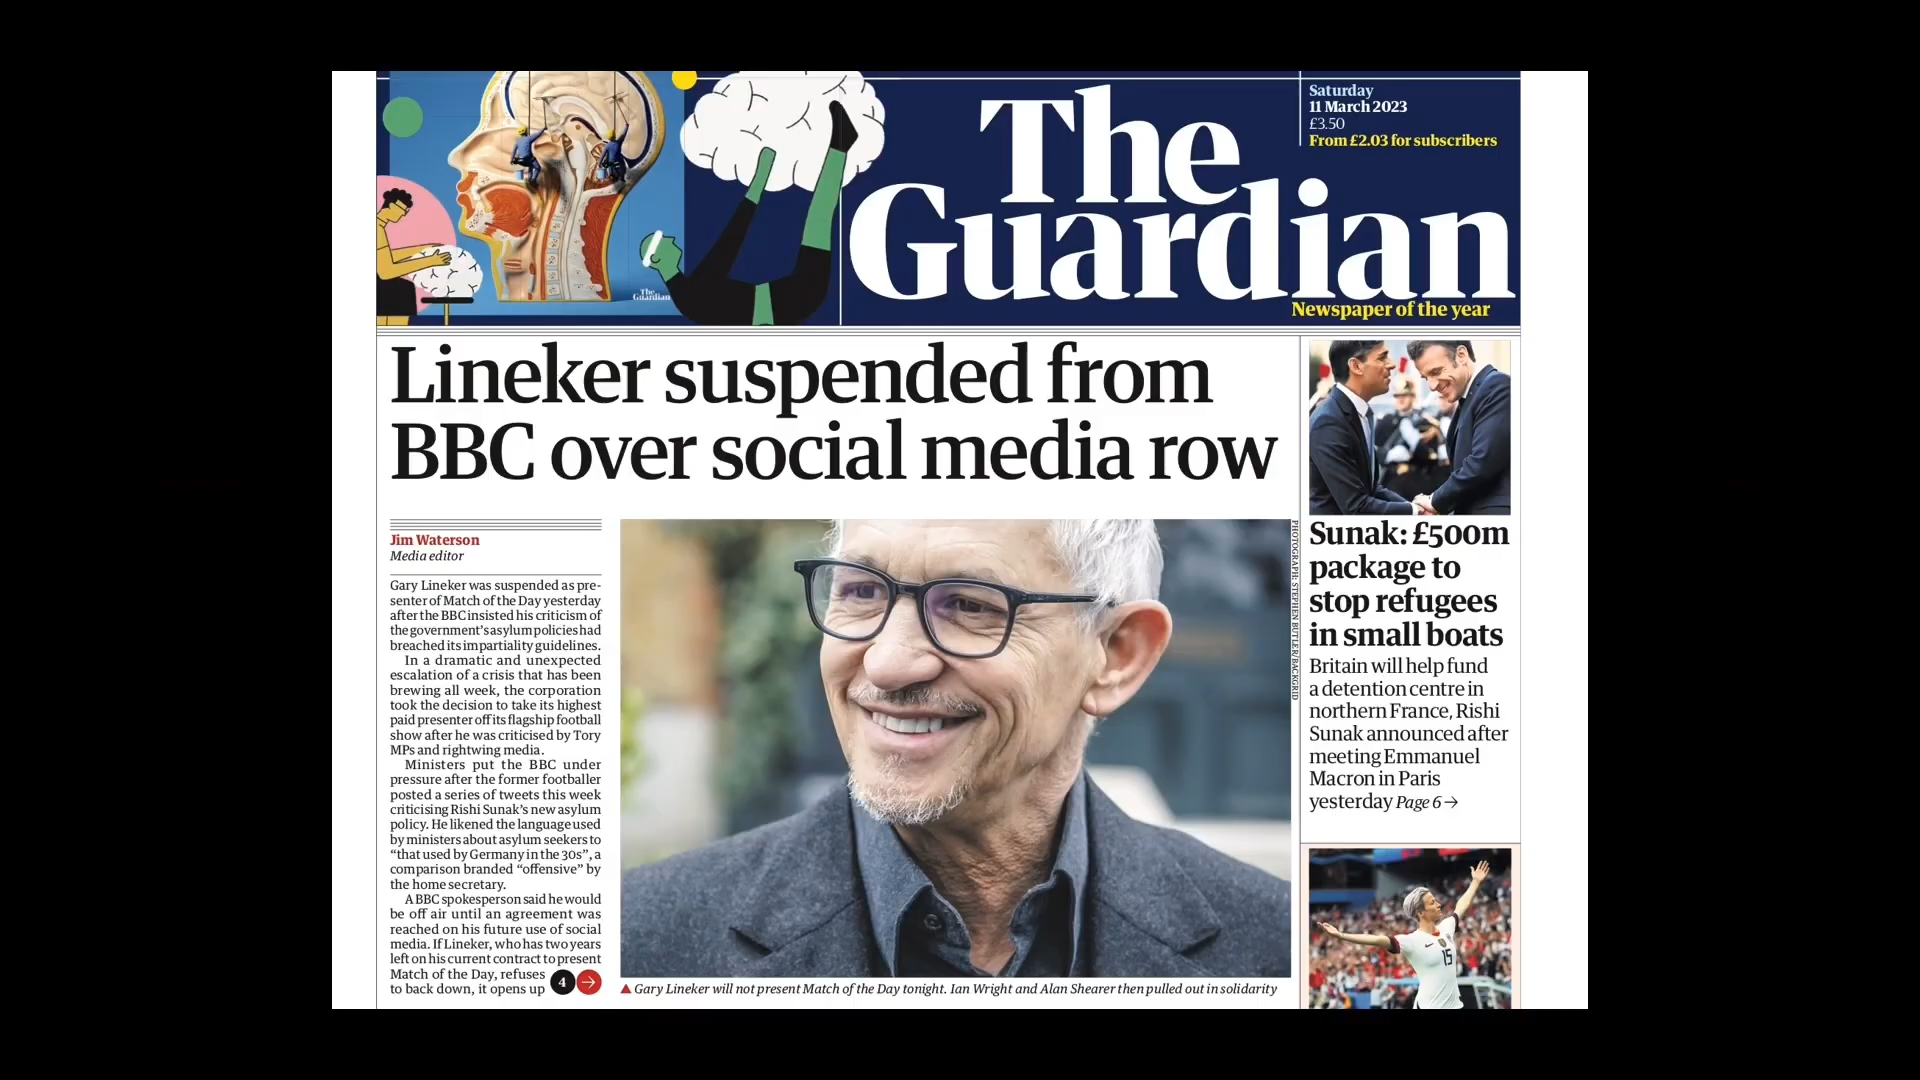 The
Guardian
The
Guardian
Newspaper of the year
Saturday
11 March 2023
£3.50
From £2.03 for subscribers
Lineker suspended from
BBC over social media row
Jim Waterson
Media editor
Gary Lineker was suspended as pre-
senter of Match of the Day yesterday
after the BBC insisted his criticism of
the government's asylum policies had
breached its impartiality guidelines.
In a dramatic and unexpected
escalation of a crisis that has been
brewing all week, the corporation
took the decision to take its highest
paid presenter off its flagship football
show after he was criticised by Tory
MPs and rightwing media.
Ministers put the BBC under
pressure after the former footballer
posted a series of tweets this week
criticising Rishi Sunak's new asylum
policy. He likened the language used
by ministers about asylum seekers to
“that used by Germany in the 30s”, a
comparison branded “offensive” by
the home secretary.
A BBC spokesperson said he would
be off air until an agreement was
reached on his future use of social
media. If Lineker, who has two years
left on his current contract to present
Match of the Day, refuses
to back down, it opens up
4 →
PHOTOGRAPH: STEPHEN BUTLER/BACKGRID
▲ Gary Lineker will not present Match of the Day tonight. Ian Wright and Alan Shearer then pulled out in solidarity
Sunak: £500m
package to
stop refugees
in small boats
Britain will help fund
a detention centre in
northern France, Rishi
Sunak announced after
meeting Emmanuel
Macron in Paris
yesterday Page 6 →
15